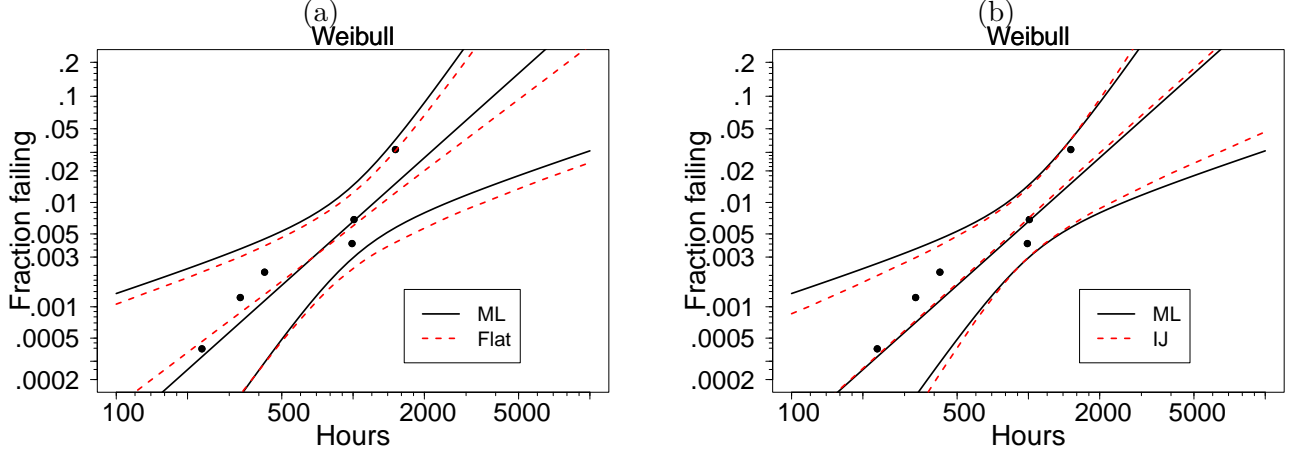 (a)
Weibull
.2
.1
.05
.02
.01
.005
.003
.001
.0005
.0002
Fraction failing
ML
Flat
100 500 2000 5000
Hours
(b)
Weibull
.2
.1
.05
.02
.01
.005
.003
.001
.0005
.0002
Fraction failing
ML
IJ
100 500 2000 5000
Hours